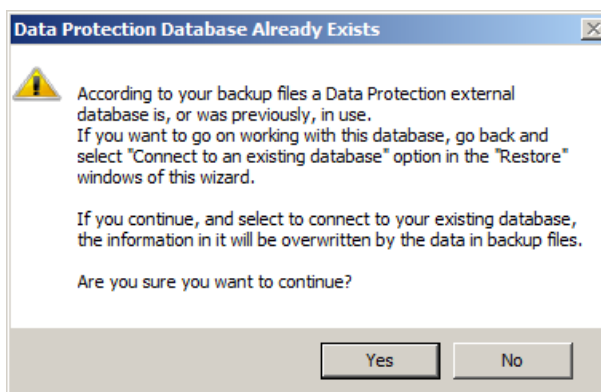 Data Protection Database Already Exists
According to your backup files a Data Protection external
database is, or was previously, in use.
If you want to go on working with this database, go back and
select "Connect to an existing database" option in the "Restore"
windows of this wizard.
If you continue, and select to connect to your existing database,
the information in it will be overwritten by the data in backup files.
Are you sure you want to continue?
Yes No